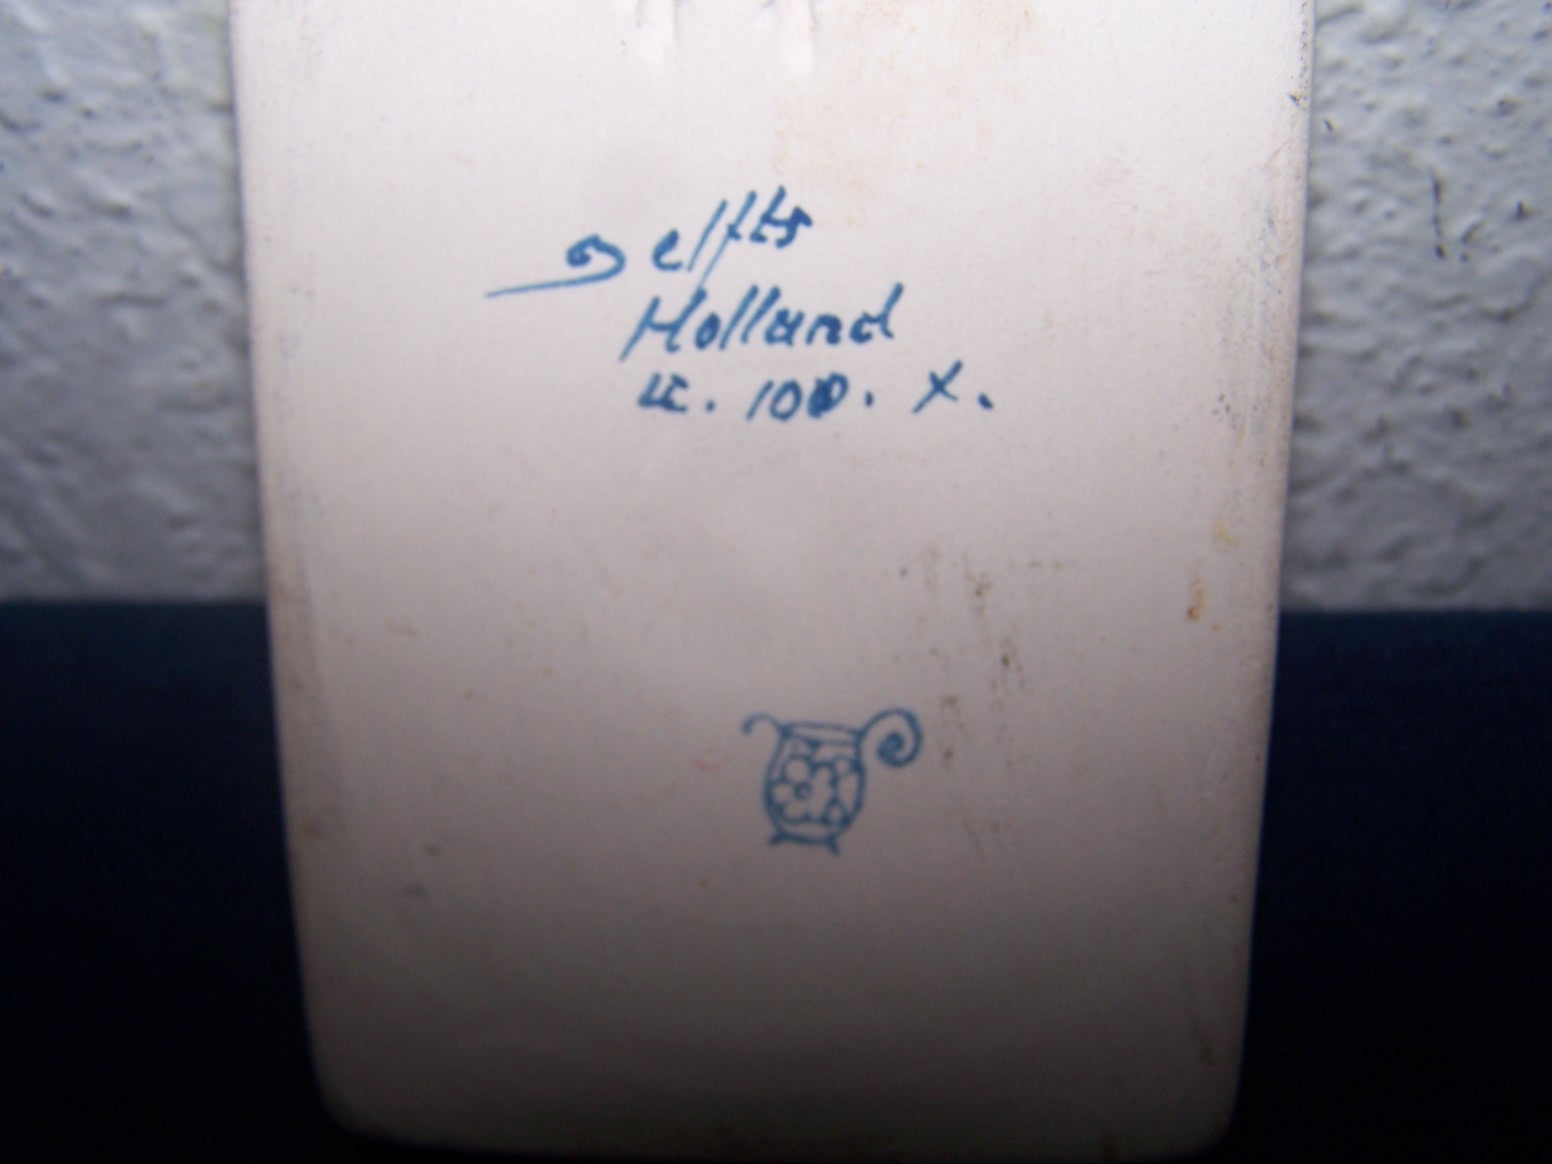 Delfts
Holland
100. X.